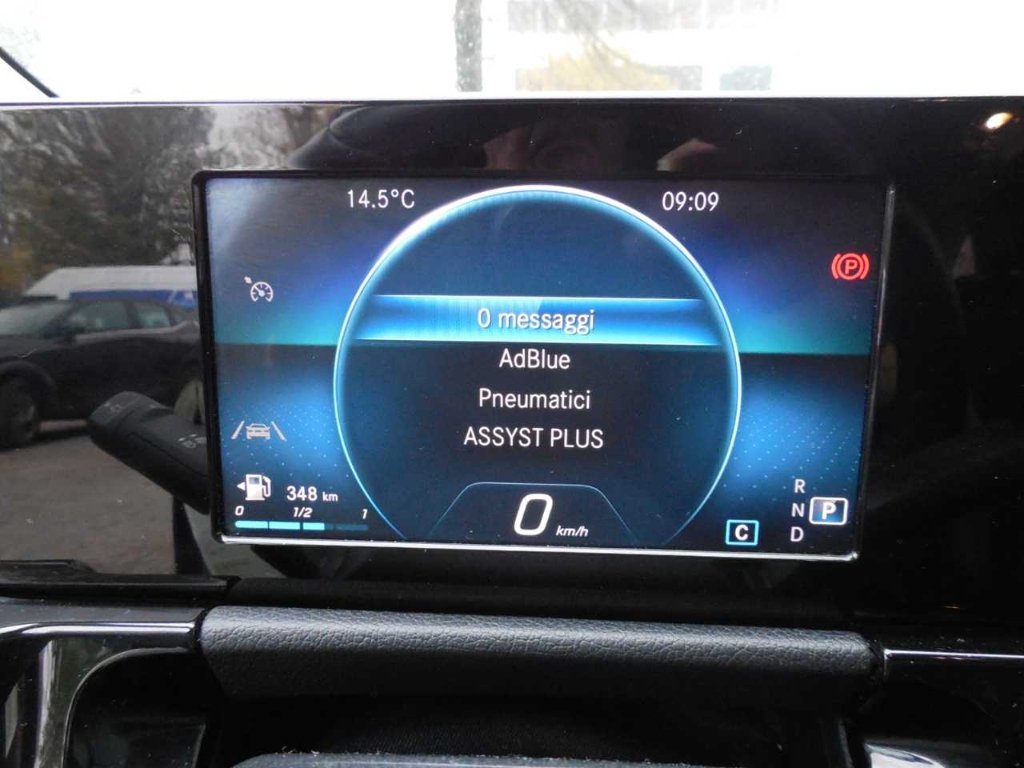 14.5°C
09:09
P
0 messaggi
AdBlue
Pneumatici
ASSYST PLUS
348 km
0 1/2 1
0 km/h
C
R
N P
D